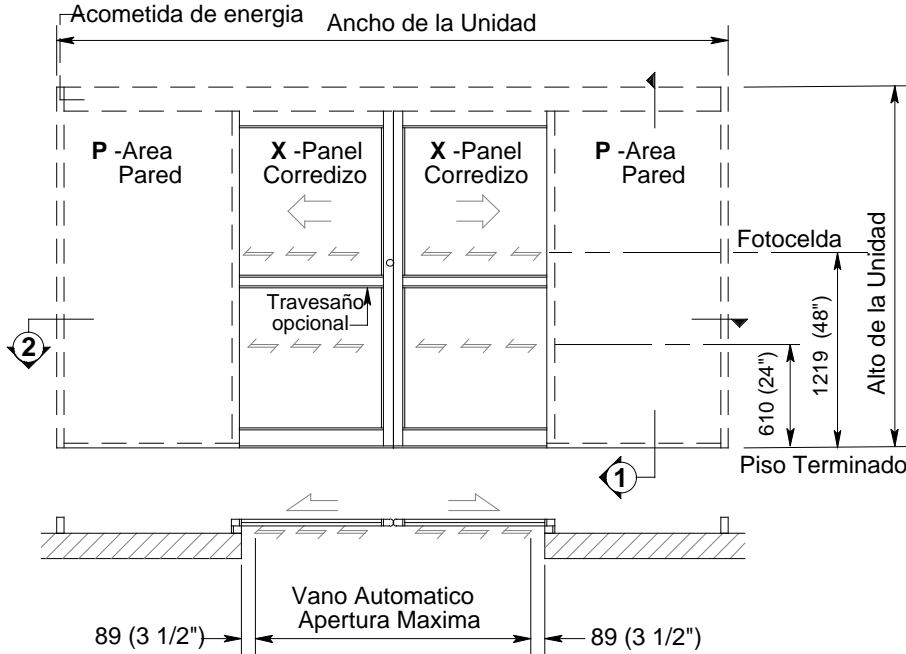 Acometida de energia
Ancho de la Unidad
P -Area
Pared
X -Panel
Corredizo
X -Panel
Corredizo
P -Area
Pared
Fotocelda
Travesaño
opcional
2
610 (24")
1219 (48")
Alto de la Unidad
1
Piso Terminado
Vano Automatico
Apertura Maxima
89 (3 1/2")
89 (3 1/2")